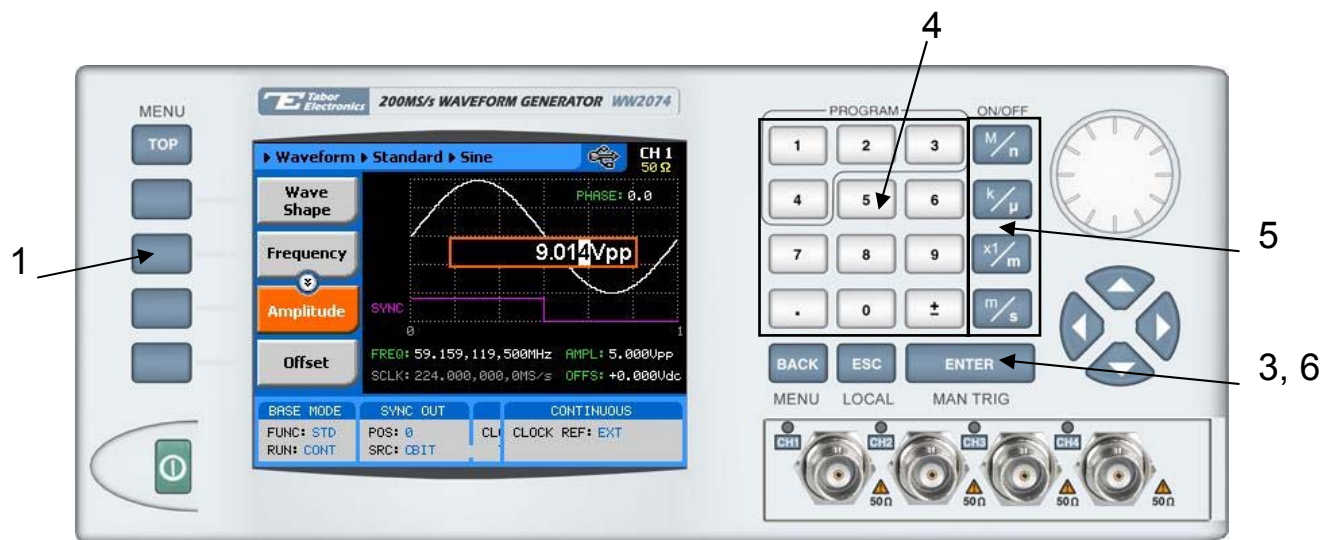 4
MENU
Tabor Electronics 200MS/s WAVEFORM GENERATOR WW2074
PROGRAM
ON/OFF
TOP
Waveform Standard Sine
CH 1
50 Ω
Wave Shape
PHASE: 0.0
Frequency
9.014Vpp
Amplitude
SYNC
0 1
Offset
FREQ: 59.159,119,500MHz AMPL: 5.000Vpp
SCLK: 224.000,000,0MS/s OFFS: +0.000Vdc
BASE MODE SYNC OUT CONTINUOUS
FUNC: STD POS: 0 CL CLOCK REF: EXT
RUN: CONT SRC: CBIT
1 2 3 M/n
4 5 6 k/µ
7 8 9 x1/m
. 0 ± m/s
BACK ESC ENTER
MENU LOCAL MAN TRIG
CH1 CH2 CH3 CH4
50Ω 50Ω 50Ω 50Ω
1
5
3, 6